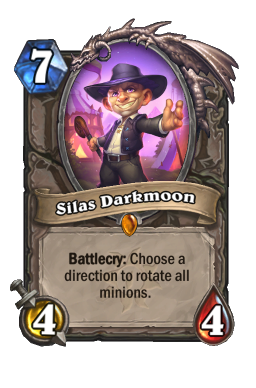 7
Silas Darkmoon
Battlecry: Choose a
direction to rotate all
minions.
4
4